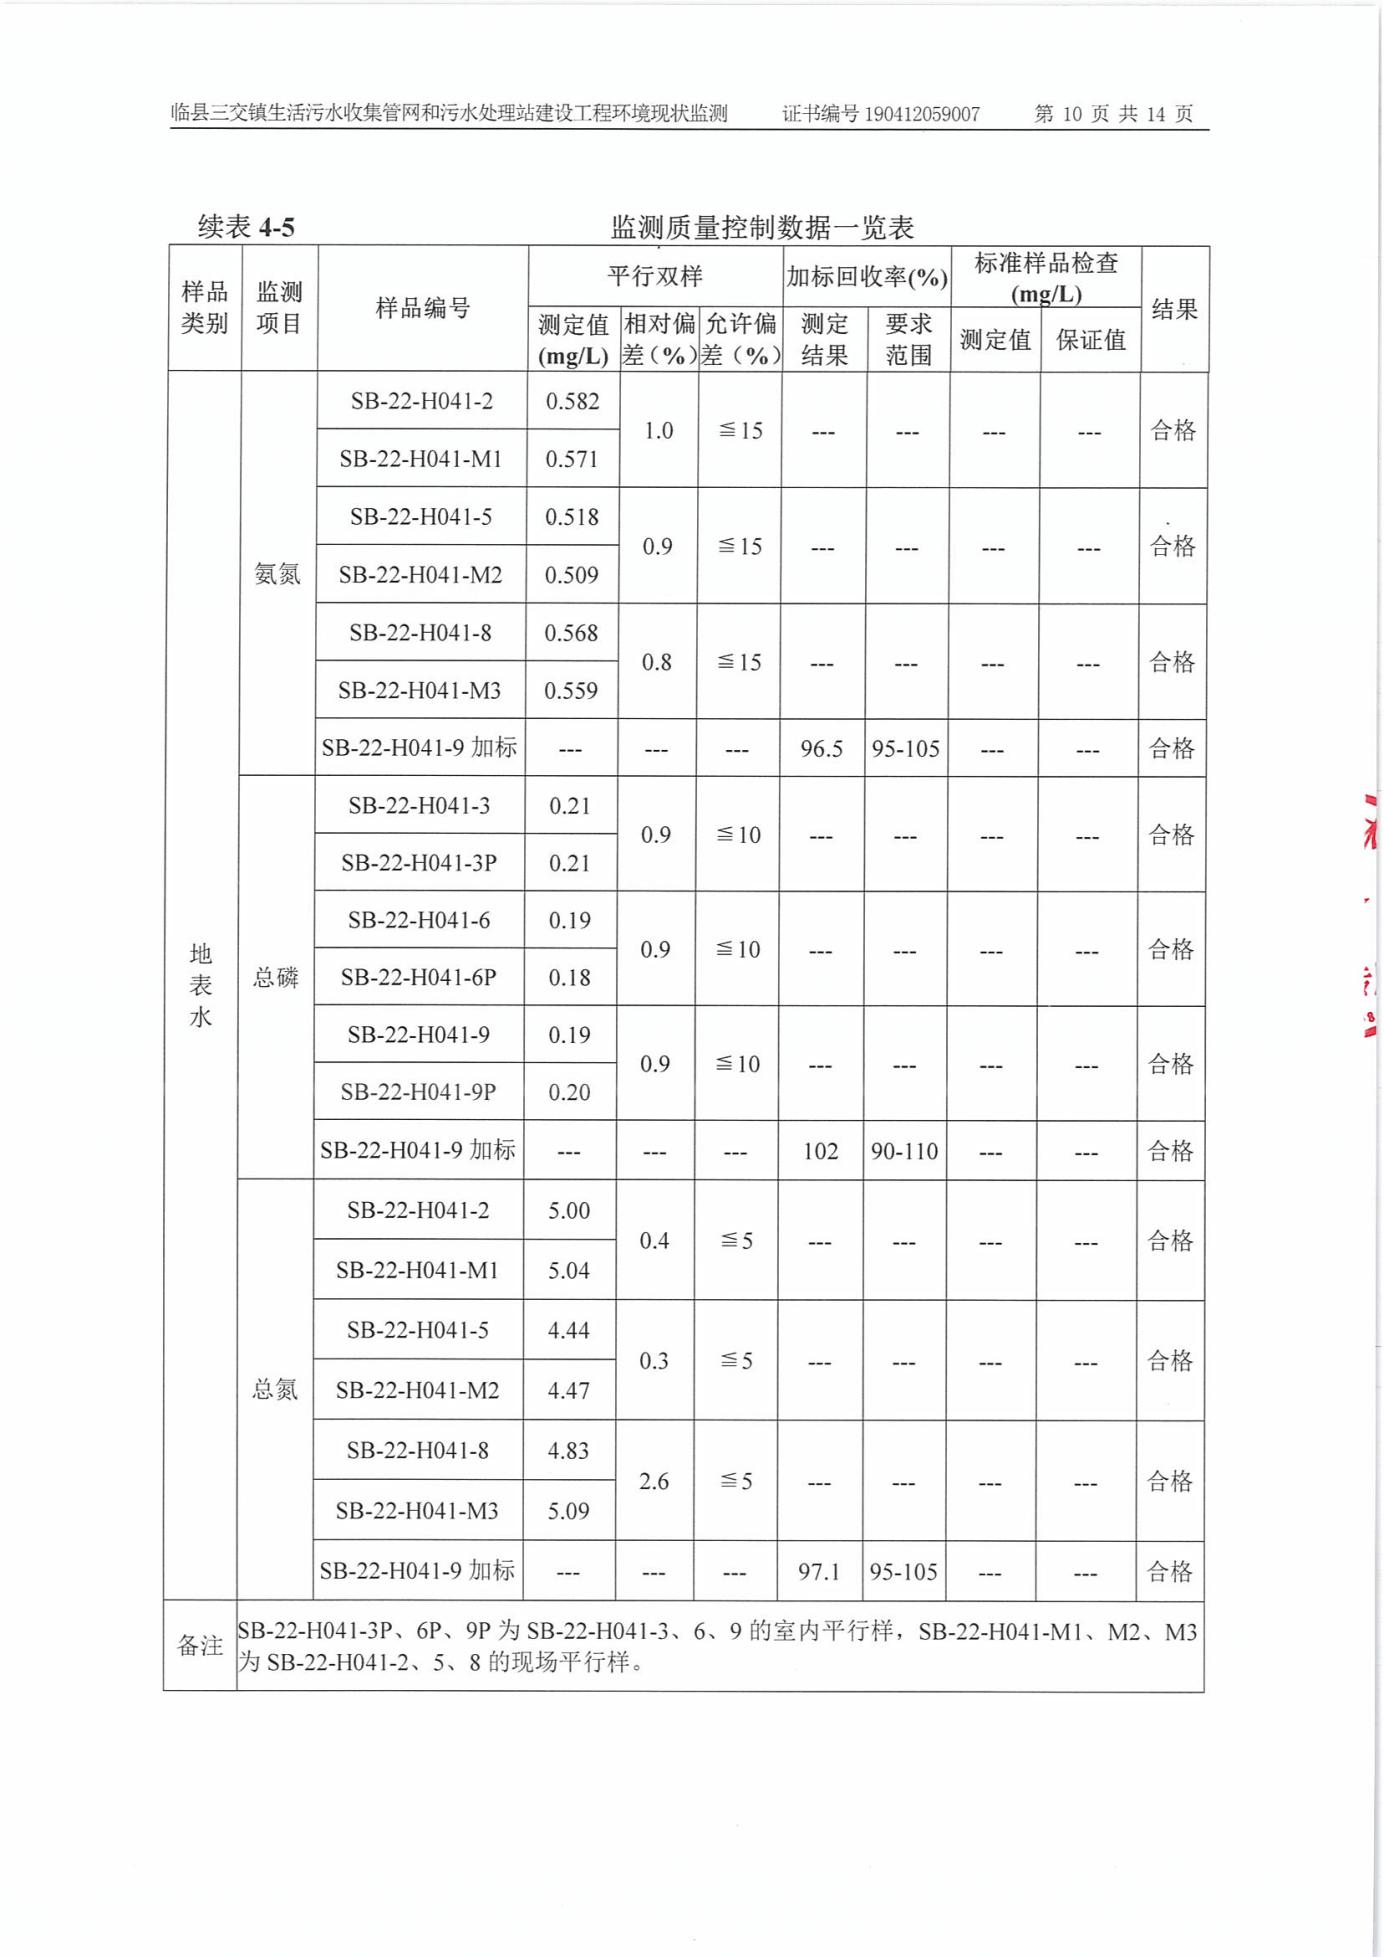 临县三交镇生活污水收集管网和污水处理站建设工程环境现状监测 证书编号 190412059007 第 10 页 共 14 页
续表 4-5 监测质量控制数据一览表
样品类别 监测项目 样品编号 平行双样 加标回收率(%) 标准样品检查(mg/L) 结果
测定值(mg/L) 相对偏差(%) 允许偏差(%) 测定结果 要求范围 测定值 保证值
地表水
氨氮
SB-22-H041-2 0.582 1.0 ≦15 --- --- --- --- 合格
SB-22-H041-M1 0.571
SB-22-H041-5 0.518 0.9 ≦15 --- --- --- --- 合格
SB-22-H041-M2 0.509
SB-22-H041-8 0.568 0.8 ≦15 --- --- --- --- 合格
SB-22-H041-M3 0.559
SB-22-H041-9 加标 --- --- --- 96.5 95-105 --- --- 合格
总磷
SB-22-H041-3 0.21 0.9 ≦10 --- --- --- --- 合格
SB-22-H041-3P 0.21
SB-22-H041-6 0.19 0.9 ≦10 --- --- --- --- 合格
SB-22-H041-6P 0.18
SB-22-H041-9 0.19 0.9 ≦10 --- --- --- --- 合格
SB-22-H041-9P 0.20
SB-22-H041-9 加标 --- --- --- 102 90-110 --- --- 合格
总氮
SB-22-H041-2 5.00 0.4 ≦5 --- --- --- --- 合格
SB-22-H041-M1 5.04
SB-22-H041-5 4.44 0.3 ≦5 --- --- --- --- 合格
SB-22-H041-M2 4.47
SB-22-H041-8 4.83 2.6 ≦5 --- --- --- --- 合格
SB-22-H041-M3 5.09
SB-22-H041-9 加标 --- --- --- 97.1 95-105 --- --- 合格
备注 SB-22-H041-3P、6P、9P 为 SB-22-H041-3、6、9 的室内平行样，SB-22-H041-M1、M2、M3
为 SB-22-H041-2、5、8 的现场平行样。